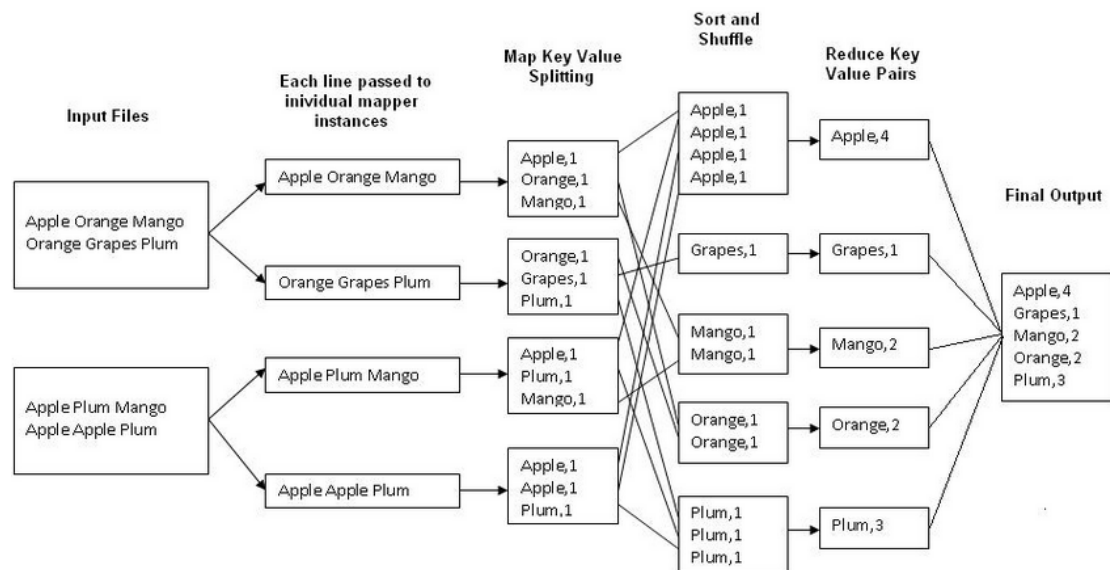 Input Files
Apple Orange Mango
Orange Grapes Plum
Apple Plum Mango
Apple Apple Plum
Each line passed to
inividual mapper
instances
Apple Orange Mango
Orange Grapes Plum
Apple Plum Mango
Apple Apple Plum
Map Key Value
Splitting
Apple,1
Orange,1
Mango,1
Orange,1
Grapes,1
Plum,1
Apple,1
Plum,1
Mango,1
Apple,1
Apple,1
Plum,1
Sort and
Shuffle
Apple,1
Apple,1
Apple,1
Apple,1
Grapes,1
Mango,1
Mango,1
Orange,1
Orange,1
Plum,1
Plum,1
Plum,1
Reduce Key
Value Pairs
Apple,4
Grapes,1
Mango,2
Orange,2
Plum,3
Final Output
Apple,4
Grapes,1
Mango,2
Orange,2
Plum,3